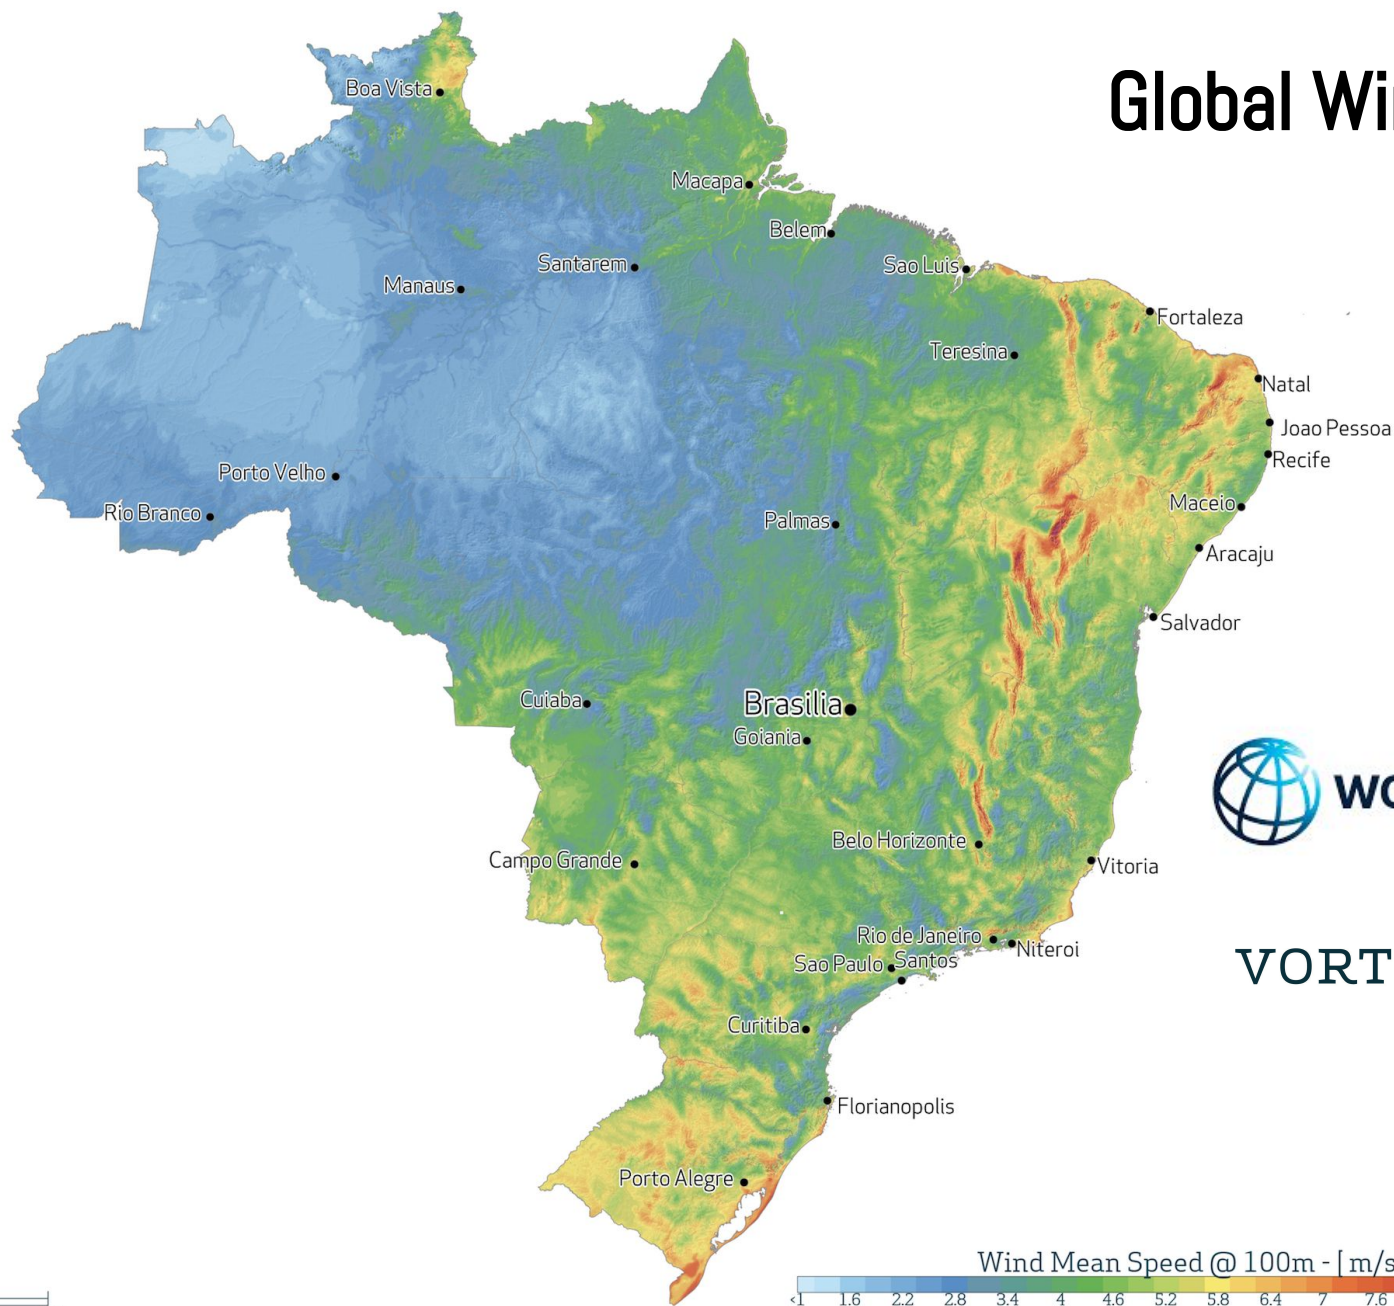 Global Wi
Boa Vista
Macapa
Belem
Santarem
Sao Luis
Manaus
Fortaleza
Teresina
Natal
Joao Pessoa
Recife
Porto Velho
Maceio
Rio Branco
Palmas
Aracaju
Salvador
Cuiaba
Brasilia
Goiania
WO
Belo Horizonte
Campo Grande
Vitoria
Rio de Janeiro
Niteroi
Sao Paulo
Santos
VORT
Curitiba
Florianopolis
Porto Alegre
Wind Mean Speed @ 100m - [ m/s
<1 1.6 2.2 2.8 3.4 4 4.6 5.2 5.8 6.4 7 7.6